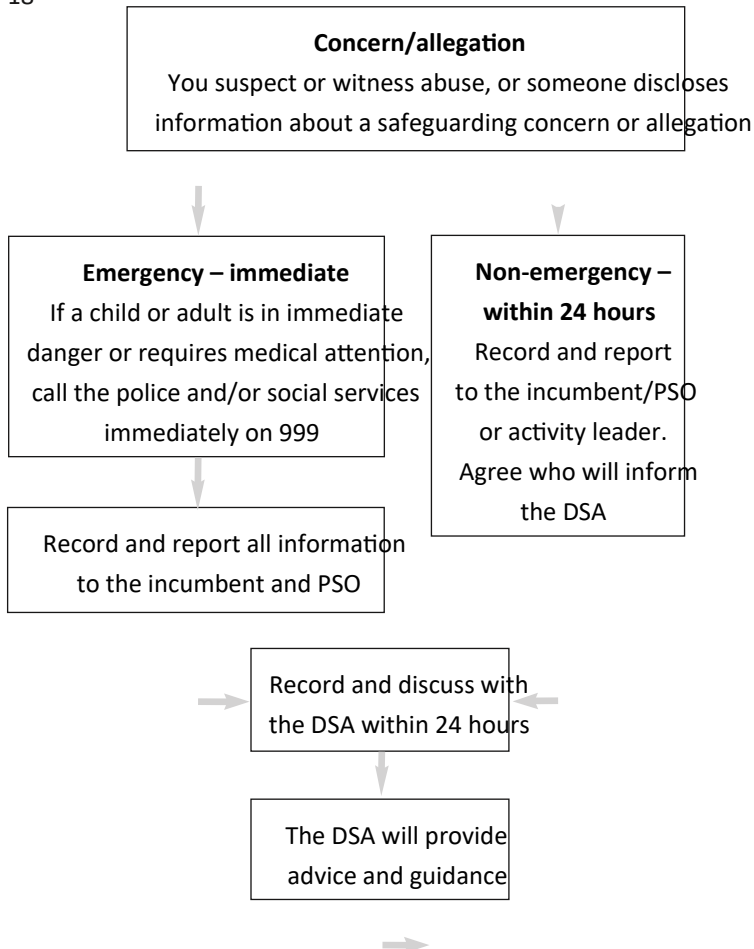 18
Concern/allegation
You suspect or witness abuse, or someone discloses
information about a safeguarding concern or allegation
Emergency – immediate
If a child or adult is in immediate
danger or requires medical attention,
call the police and/or social services
immediately on 999
Non-emergency –
within 24 hours
Record and report
to the incumbent/PSO
or activity leader.
Agree who will inform
the DSA
Record and report all information
to the incumbent and PSO
Record and discuss with
the DSA within 24 hours
The DSA will provide
advice and guidance